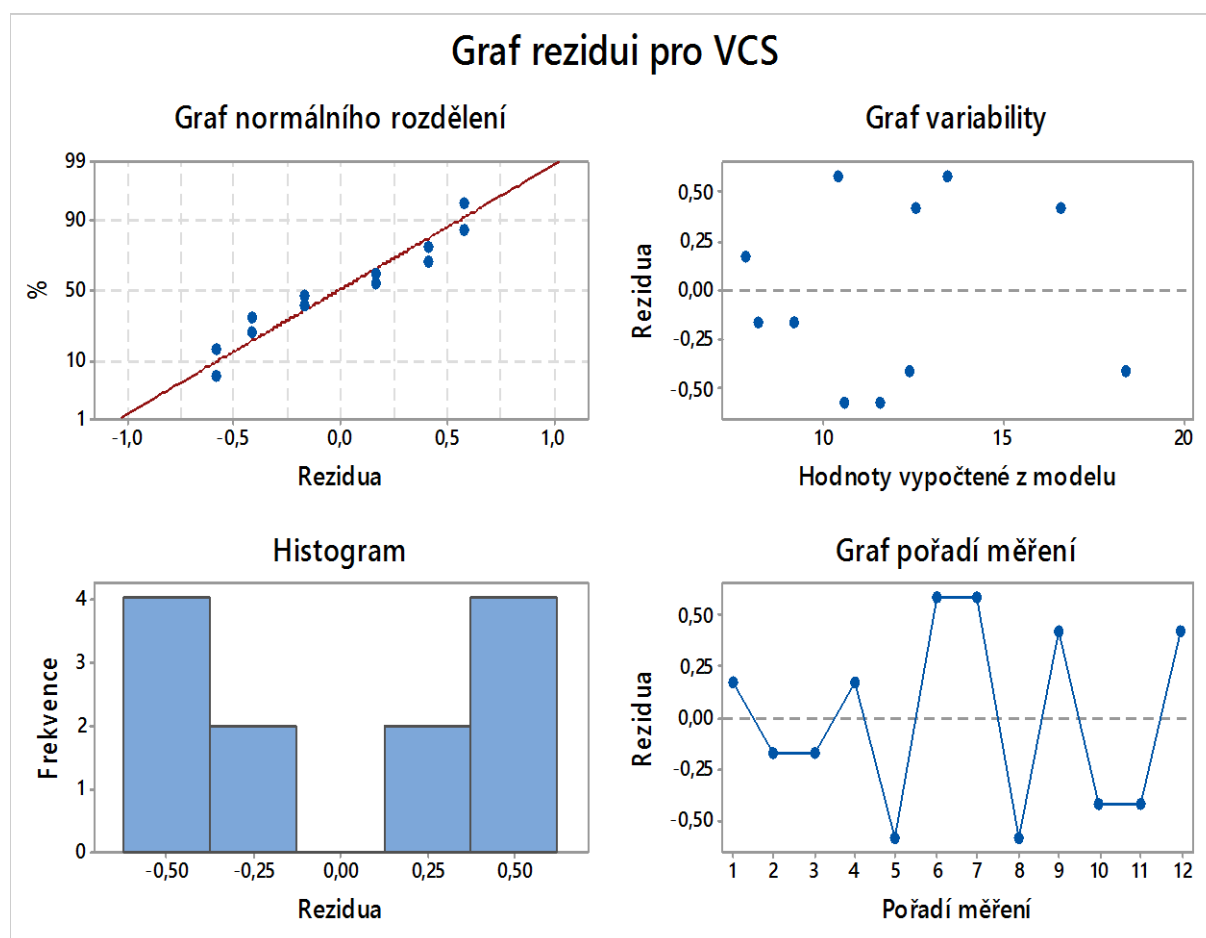 Graf rezidui pro VCS
Graf normálního rozdělení
99
90
50
10
1
%
-1,0 -0,5 0,0 0,5 1,0
Rezidua
Graf variability
0,50
0,25
0,00
-0,25
-0,50
Rezidua
10 15 20
Hodnoty vypočtené z modelu
Histogram
4
3
2
1
0
Frekvence
-0,50 -0,25 0,00 0,25 0,50
Rezidua
Graf pořadí měření
0,50
0,25
0,00
-0,25
-0,50
Rezidua
1 2 3 4 5 6 7 8 9 10 11 12
Pořadí měření